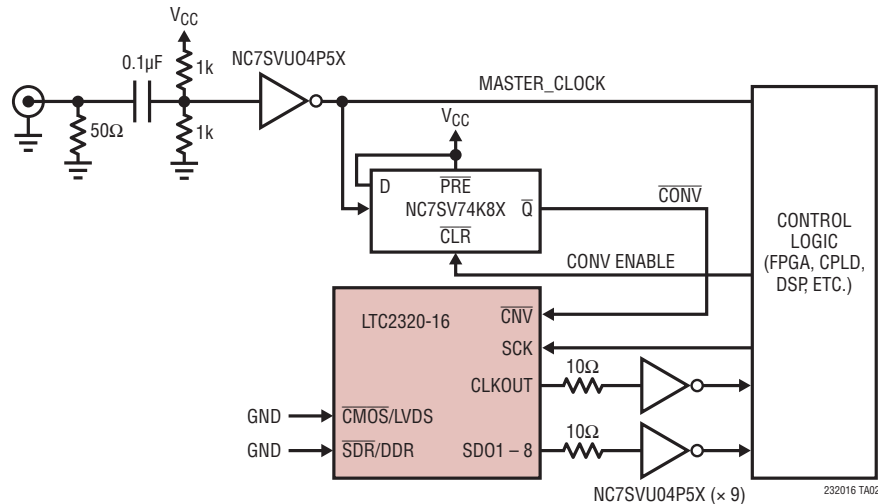 VCC
0.1µF
NC7SVUO4P5X
1k
MASTER_CLOCK
50Ω
1k
VCC
D
PRE
NC7SV74K8X
Q
CLR
CONV
CONV ENABLE
CONTROL
LOGIC
(FPGA, CPLD,
DSP, ETC.)
LTC2320-16
CNV
SCK
CLKOUT
10Ω
GND
CMOS/LVDS
GND
SDR/DDR
SDO1 – 8
10Ω
NC7SVU04P5X (× 9)
232016 TA02